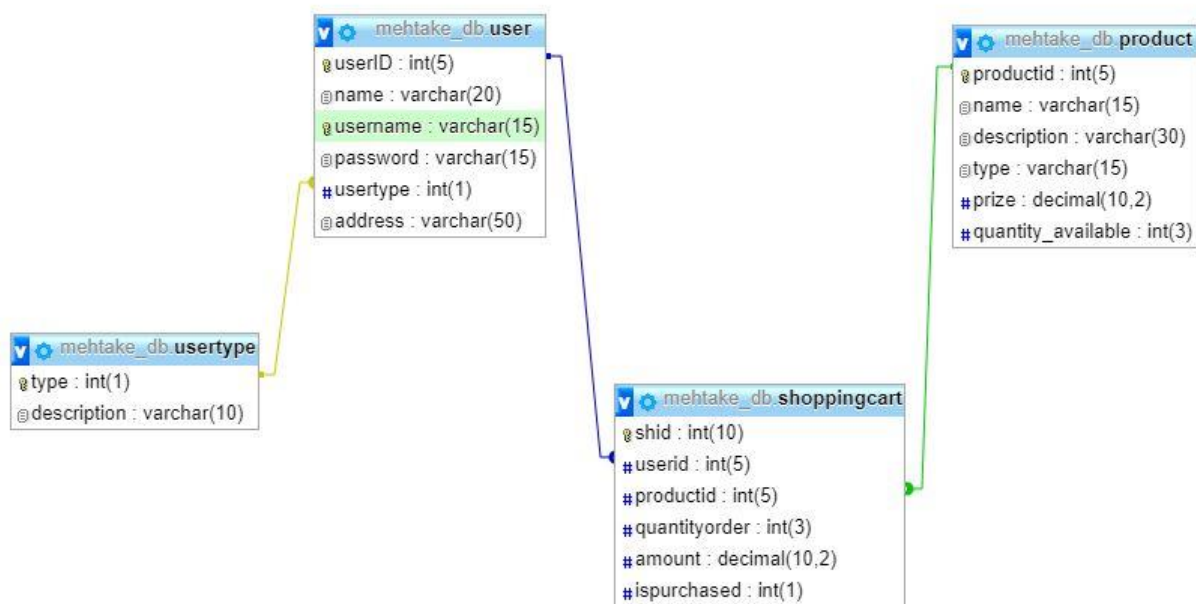 mehtake_db.user
userID : int(5)
name : varchar(20)
username : varchar(15)
password : varchar(15)
#usertype : int(1)
address : varchar(50)
mehtake_db.product
productid : int(5)
name : varchar(15)
description : varchar(30)
type : varchar(15)
#prize : decimal(10,2)
#quantity_available : int(3)
mehtake_db.usertype
type : int(1)
description : varchar(10)
mehtake_db.shoppingcart
shid : int(10)
#userid : int(5)
#productid : int(5)
#quantityorder : int(3)
#amount : decimal(10,2)
#ispurchased : int(1)